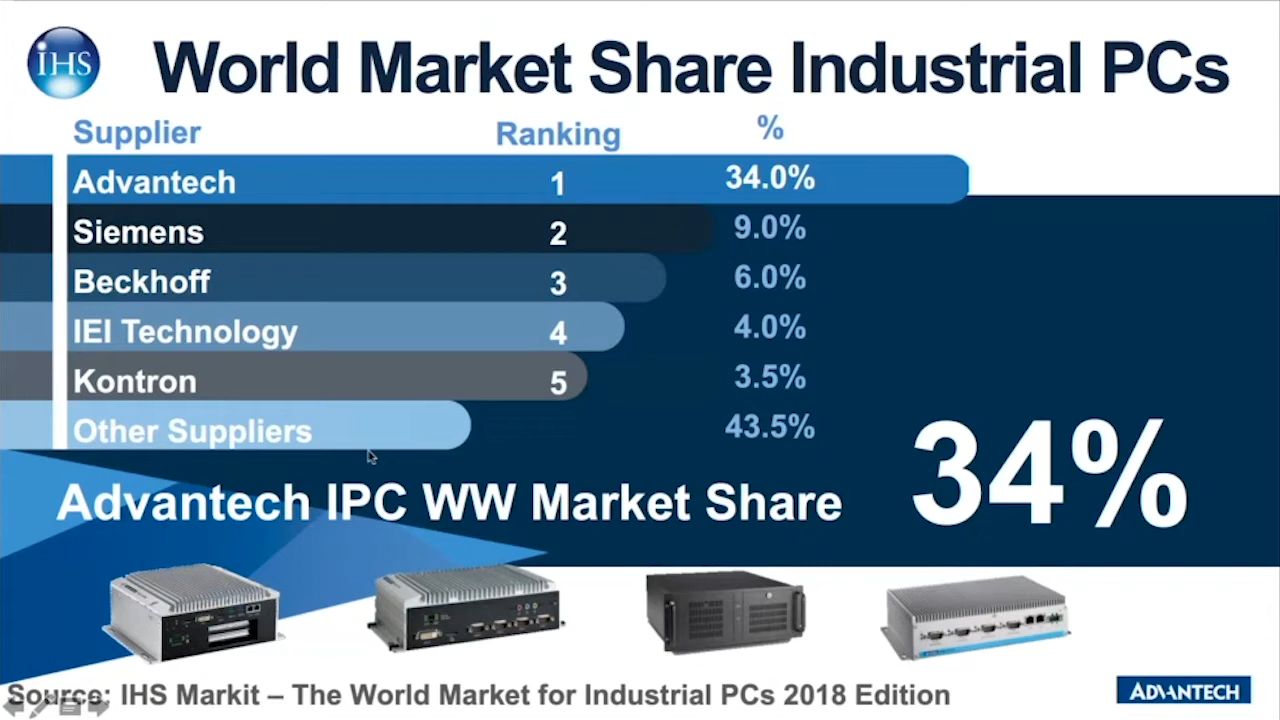 iHS
World Market Share Industrial PCs
Supplier Ranking %
Advantech 1 34.0%
Siemens 2 9.0%
Beckhoff 3 6.0%
IEI Technology 4 4.0%
Kontron 5 3.5%
Other Suppliers 43.5%
34%
Advantech IPC WW Market Share
Source: IHS Markit – The World Market for Industrial PCs 2018 Edition
ADVANTECH